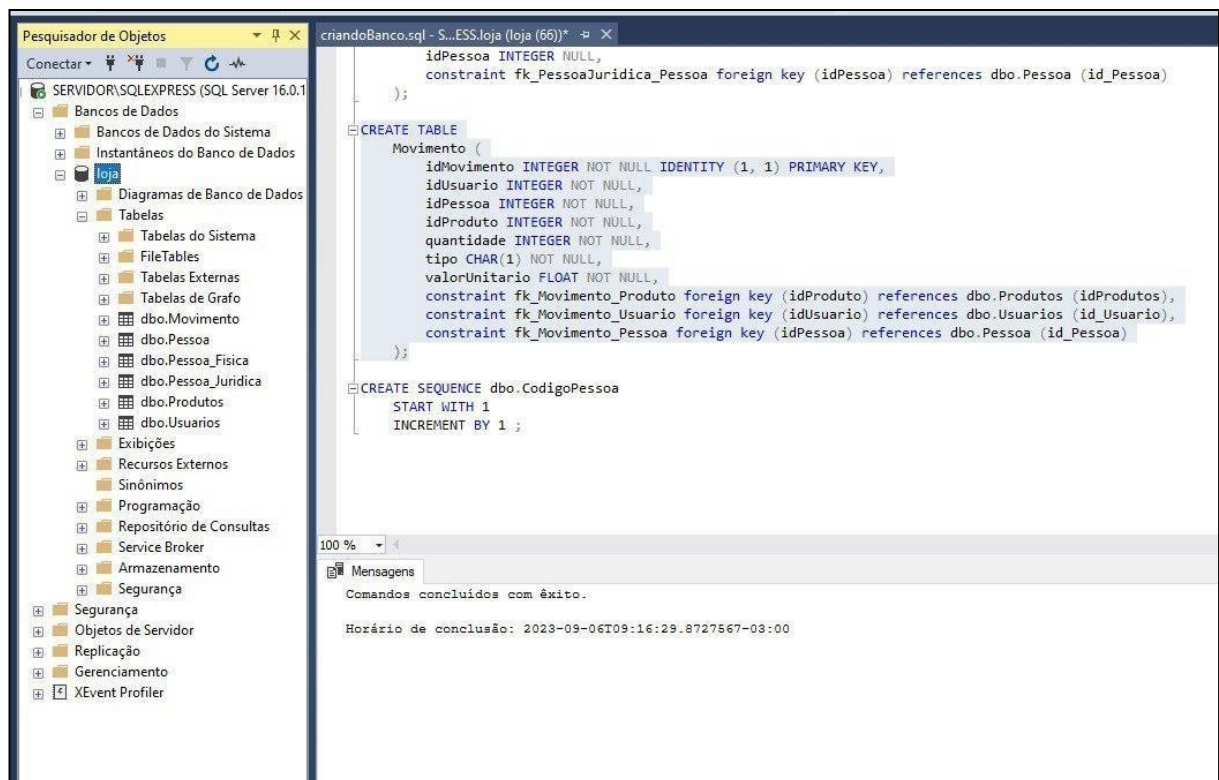 Pesquisador de Objetos
Conectar
SERVIDOR\SQLEXPRESS (SQL Server 16.0.1
Bancos de Dados
Bancos de Dados do Sistema
Instantâneos do Banco de Dados
loja
Diagramas de Banco de Dados
Tabelas
Tabelas do Sistema
FileTables
Tabelas Externas
Tabelas de Grafo
dbo.Movimento
dbo.Pessoa
dbo.Pessoa_Fisica
dbo.Pessoa_Juridica
dbo.Produtos
dbo.Usuarios
Exibições
Recursos Externos
Sinônimos
Programação
Repositório de Consultas
Service Broker
Armazenamento
Segurança
Segurança
Objetos de Servidor
Replicação
Gerenciamento
XEvent Profiler
criandoBanco.sql - S...ESS.loja (loja (66))*
idPessoa INTEGER NULL,
constraint fk_PessoaJuridica_Pessoa foreign key (idPessoa) references dbo.Pessoa (id_Pessoa)
);
CREATE TABLE
Movimento (
idMovimento INTEGER NOT NULL IDENTITY (1, 1) PRIMARY KEY,
idUsuario INTEGER NOT NULL,
idPessoa INTEGER NOT NULL,
idProduto INTEGER NOT NULL,
quantidade INTEGER NOT NULL,
tipo CHAR(1) NOT NULL,
valorUnitario FLOAT NOT NULL,
constraint fk_Movimento_Produto foreign key (idProduto) references dbo.Produtos (idProdutos),
constraint fk_Movimento_Usuario foreign key (idUsuario) references dbo.Usuarios (id_Usuario),
constraint fk_Movimento_Pessoa foreign key (idPessoa) references dbo.Pessoa (id_Pessoa)
);
CREATE SEQUENCE dbo.CodigoPessoa
START WITH 1
INCREMENT BY 1 ;
100 %
Mensagens
Comandos concluídos com êxito.
Horário de conclusão: 2023-09-06T09:16:29.8727567-03:00